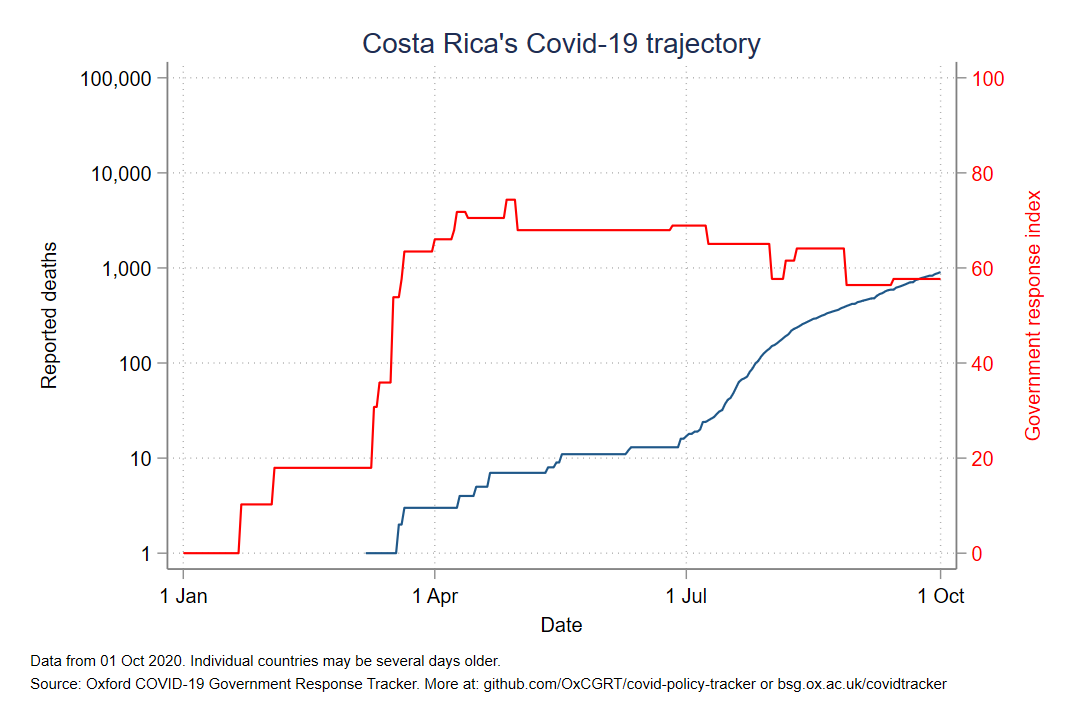 Costa Rica's Covid-19 trajectory
100,000
10,000
1,000
100
10
1
Reported deaths
100
80
60
40
20
0
Government response index
1 Jan
1 Apr
1 Jul
1 Oct
Date
Data from 01 Oct 2020. Individual countries may be several days older.
Source: Oxford COVID-19 Government Response Tracker. More at: github.com/OxCGRT/covid-policy-tracker or bsg.ox.ac.uk/covidtracker